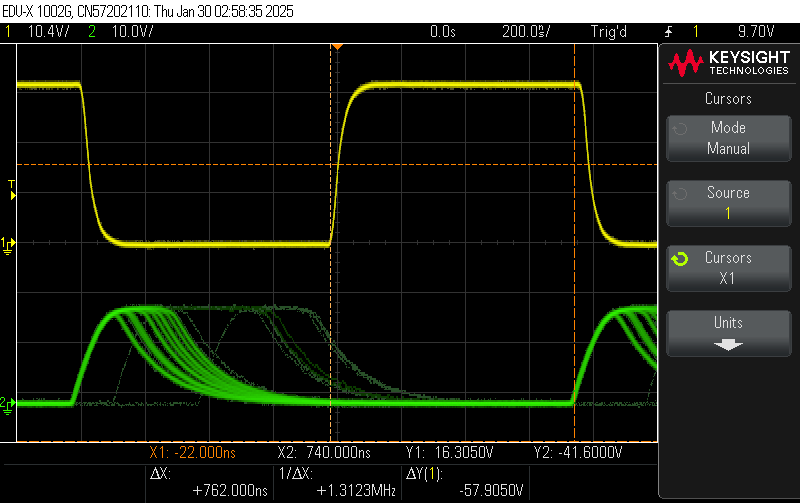 EDU-X 1002G, CN57202110: Thu Jan 30 02:58:35 2025
1 10.4V/ 2 10.0V/ 0.0s 200.0ns/ Trig'd 1 9.70V
KEYSIGHT
TECHNOLOGIES
Cursors
Mode
Manual
Source
1
Cursors
X1
Units
T
1
2
X1: -22.000ns X2: 740.000ns Y1: 16.3050V Y2: -41.6000V
ΔX: 1/ΔX: ΔY(1):
+762.000ns +1.3123MHz -57.9050V